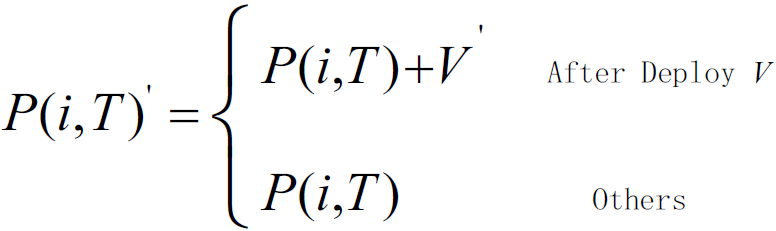 P(i,T)+V' After Deploy V
P(i,T)' = {
P(i,T) Others